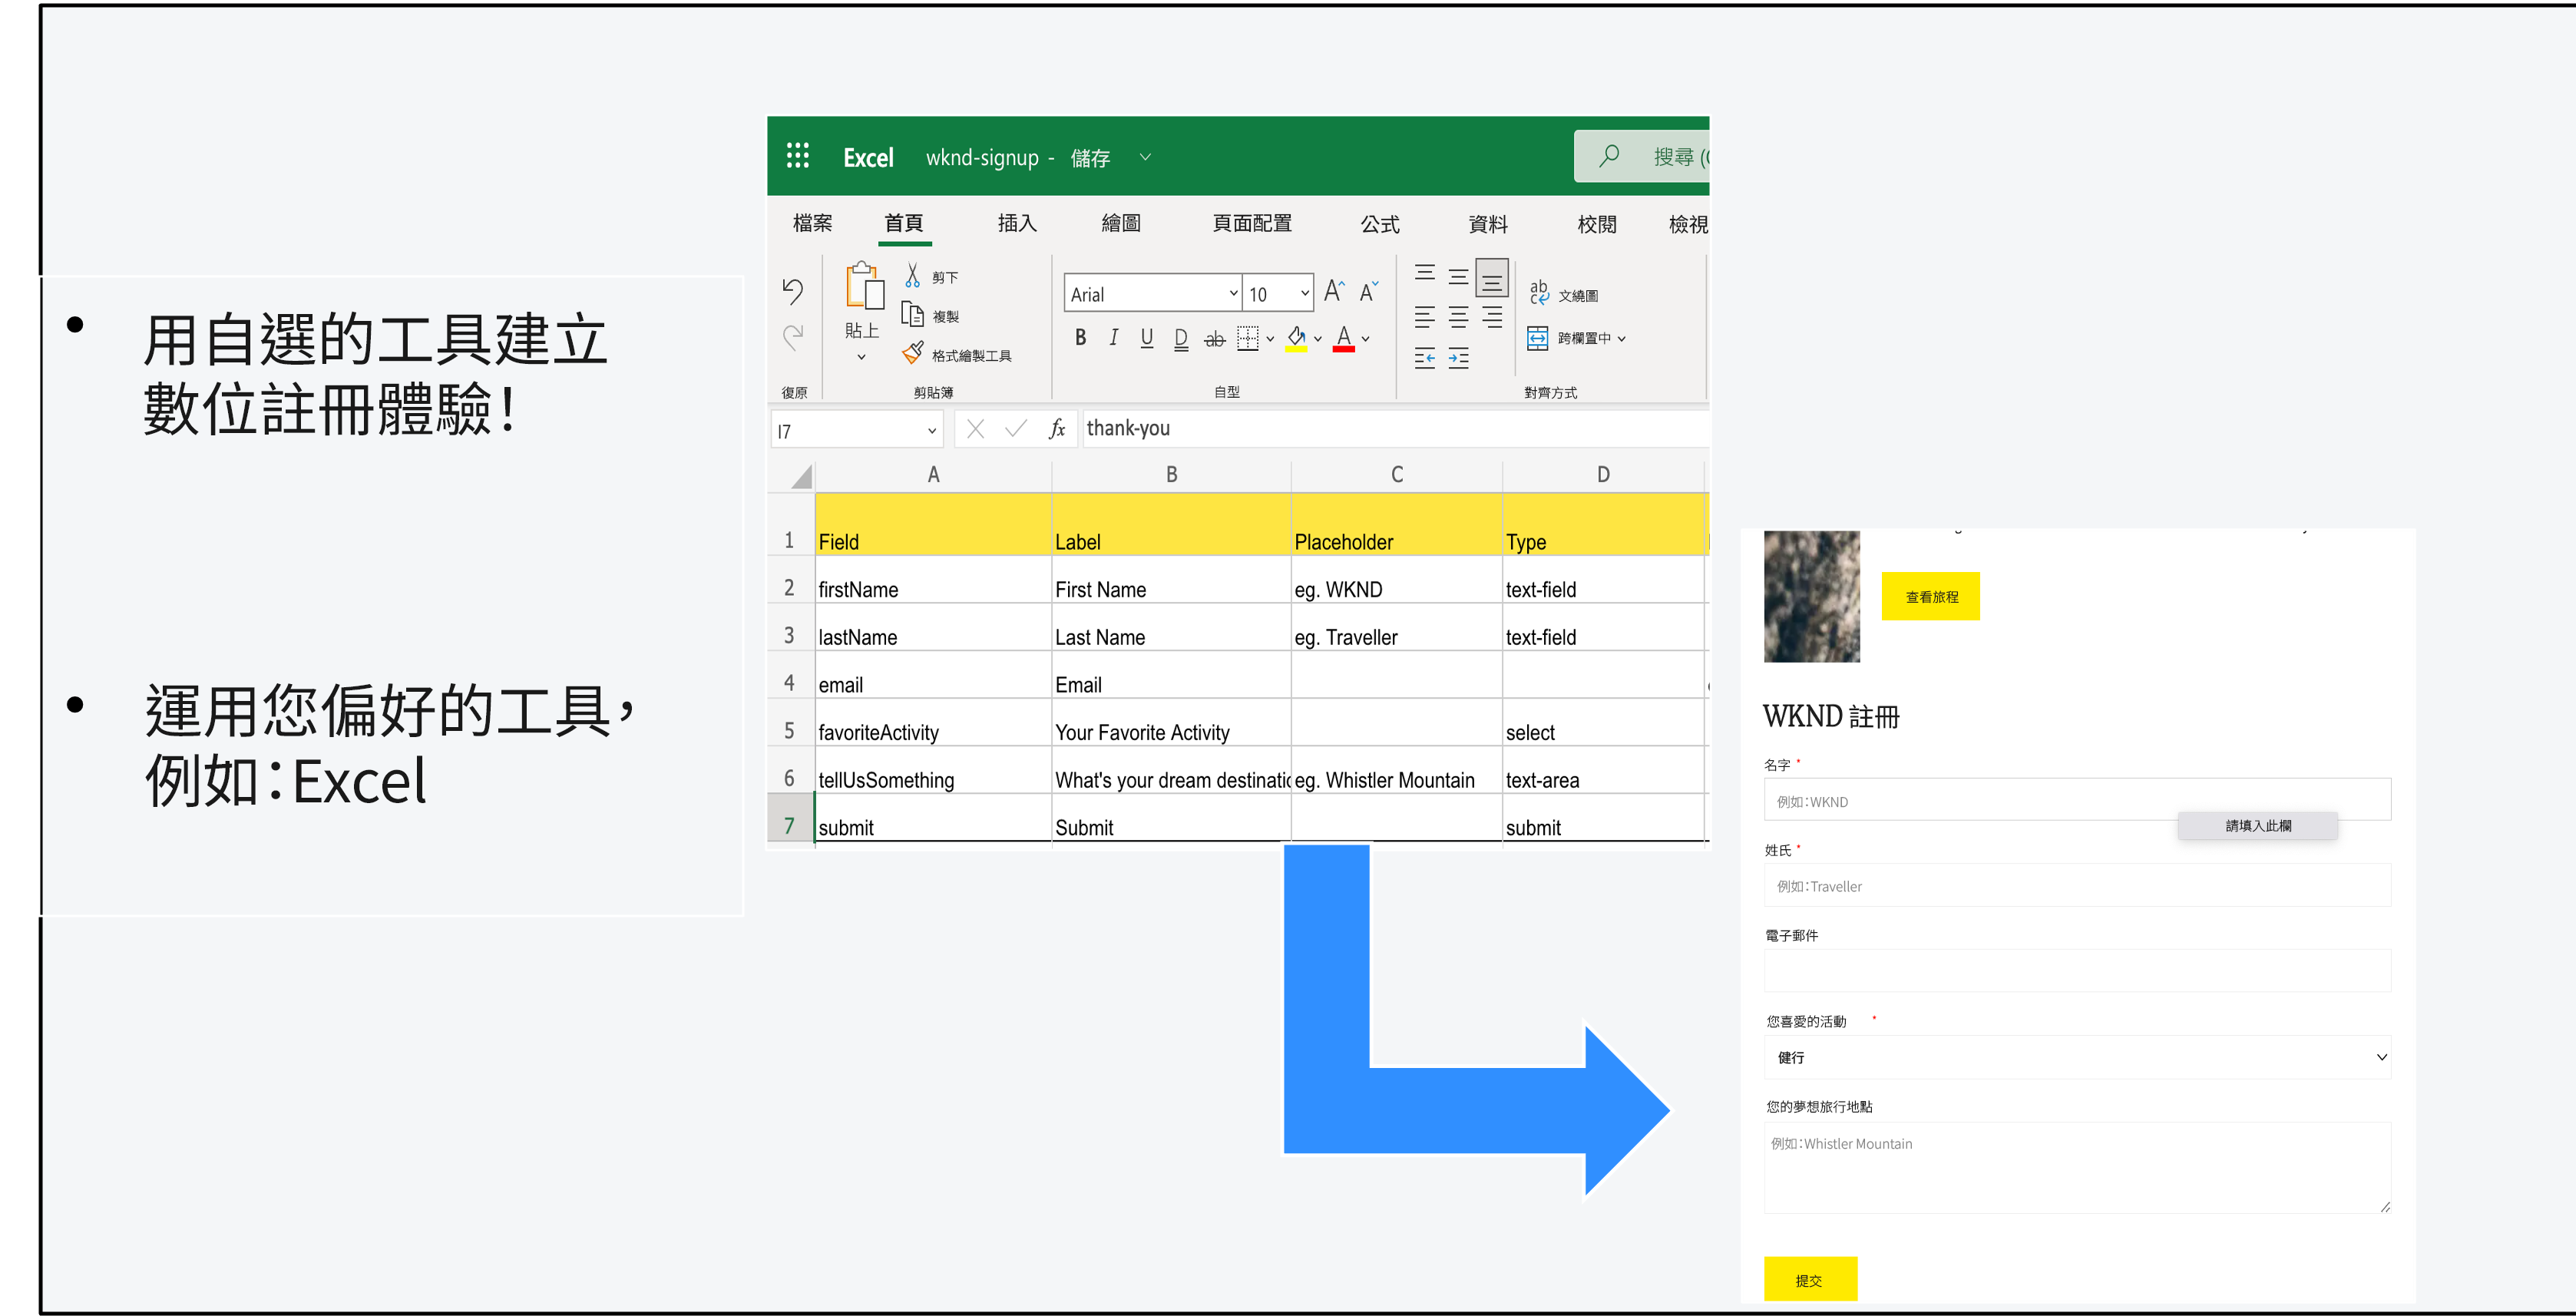 用自選的工具建立
數位註冊體驗！
運用您偏好的工具，
例如：Excel
Excel wknd-signup - 儲存
搜尋 (
檔案 首頁 插入 繪圖 頁面配置 公式 資料 校閱 檢視
貼上
剪下
複製
格式繪製工具
Arial 10
B I U D ab A
文繞圖
跨欄置中
復原 剪貼簿 自型 對齊方式
I7 fx thank-you
A B C D
1 Field Label Placeholder Type
2 firstName First Name eg. WKND text-field
3 lastName Last Name eg. Traveller text-field
4 email Email
5 favoriteActivity Your Favorite Activity select
6 tellUsSomething What's your dream destinatic eg. Whistler Mountain text-area
7 submit Submit submit
查看旅程
WKND 註冊
名字 *
例如：WKND
請填入此欄
姓氏 *
例如：Traveller
電子郵件
您喜愛的活動 *
健行
您的夢想旅行地點
例如：Whistler Mountain
提交